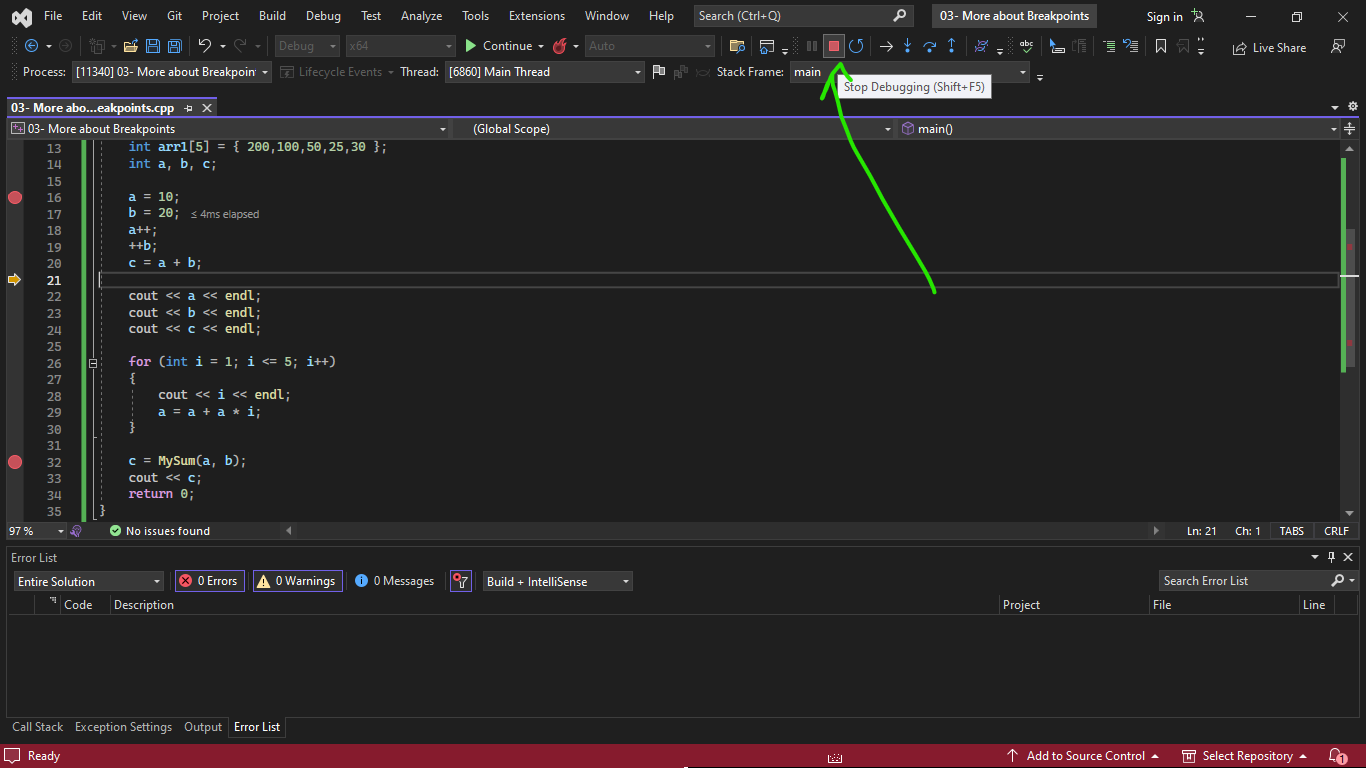 File Edit View Git Project Build Debug Test Analyze Tools Extensions Window Help Search (Ctrl+Q) 03- More about Breakpoints Sign in
Debug x64 Continue Auto abc Live Share
Process: [11340] 03- More about Breakpoin Lifecycle Events Thread: [6860] Main Thread Stack Frame: main
Stop Debugging (Shift+F5)
03- More abo...eakpoints.cpp
03- More about Breakpoints (Global Scope) main()
13 int arr1[5] = { 200,100,50,25,30 };
14 int a, b, c;
15
16 a = 10;
17 b = 20; ≤ 4ms elapsed
18 a++;
19 ++b;
20 c = a + b;
21
22 cout << a << endl;
23 cout << b << endl;
24 cout << c << endl;
25
26 for (int i = 1; i <= 5; i++)
27 {
28 cout << i << endl;
29 a = a + a * i;
30 }
31
32 c = MySum(a, b);
33 cout << c;
34 return 0;
35 }
97 % No issues found Ln: 21 Ch: 1 TABS CRLF
Error List
Entire Solution 0 Errors 0 Warnings 0 Messages Build + IntelliSense Search Error List
Code Description Project File Line
Call Stack Exception Settings Output Error List
Ready Add to Source Control Select Repository 1